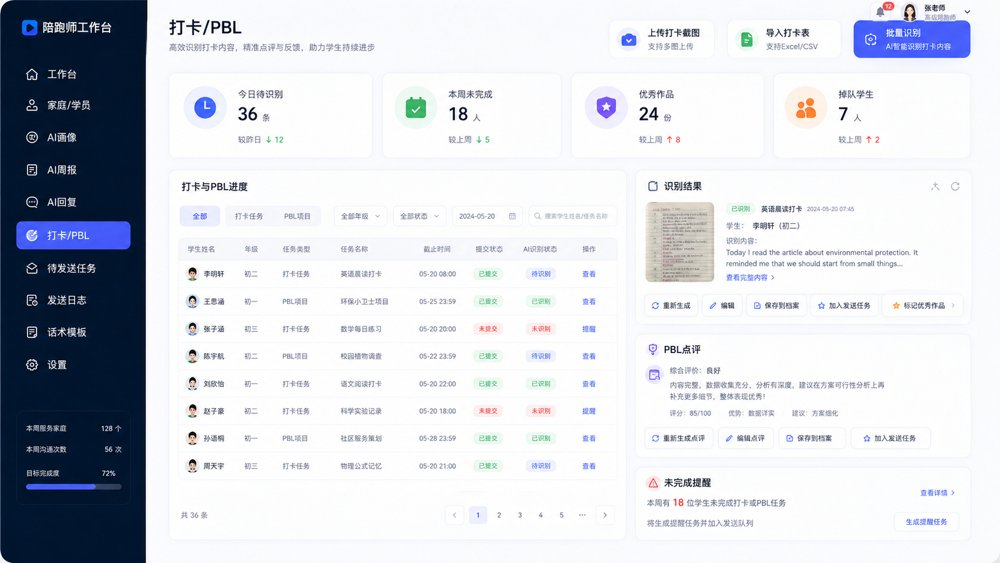 陪跑师工作台
工作台
家庭/学员
AI画像
AI周报
AI回复
打卡/PBL
待发送任务
发送日志
话术模板
设置
本周服务家庭 128 个
本周沟通次数 56 次
目标完成度 72%
打卡/PBL
高效识别打卡内容，精准点评与反馈，助力学生持续进步
上传打卡截图
支持多图上传
导入打卡表
支持Excel/CSV
12
张老师
高级陪跑师
批量识别
AI智能识别打卡内容
今日待识别
36 条
较昨日 ↓ 12
本周未完成
18 人
较上周 ↓ 5
优秀作品
24 份
较上周 ↑ 8
掉队学生
7 人
较上周 ↑ 2
打卡与PBL进度
全部 打卡任务 PBL项目 全部年级 全部状态 2024-05-20 搜索学生姓名/任务名称
学生姓名 年级 任务类型 任务名称 截止时间 提交状态 AI识别状态 操作
李明轩 初二 打卡任务 英语晨读打卡 05-20 08:00 已提交 待识别 查看
王思涵 初一 PBL项目 环保小卫士项目 05-25 23:59 已提交 已识别 查看
张子涵 初三 打卡任务 数学每日练习 05-20 20:00 未提交 未识别 提醒
陈宇航 初二 PBL项目 校园植物调查 05-22 23:59 已提交 待识别 查看
刘欣怡 初一 打卡任务 语文阅读打卡 05-20 22:00 已提交 已识别 查看
赵子豪 初二 打卡任务 科学实验记录 05-20 18:00 未提交 未识别 提醒
孙语桐 初一 PBL项目 社区服务策划 05-28 23:59 已提交 已识别 查看
周天宇 初三 打卡任务 物理公式记忆 05-20 21:00 已提交 待识别 查看
共 36 条
1 2 3 4 5 ···
识别结果
已识别 英语晨读打卡 2024-05-20 07:45
学生： 李明轩（初二）
识别内容：
Today I read the article about environmental protection. It
reminded me that we should start from small things...
查看完整内容
重新生成 编辑 保存到档案 加入发送任务 标记优秀作品
PBL点评
综合评价： 良好
内容完整，数据收集充分，分析有深度，建议在方案可行性分析上再
补充更多细节，整体表现优秀！
评分： 85/100 优势： 数据详实 建议： 方案细化
重新生成点评 编辑点评 保存到档案 加入发送任务
未完成提醒
本周有 18 位学生未完成打卡或PBL任务
查看详情
将生成提醒任务并加入发送队列
生成提醒任务